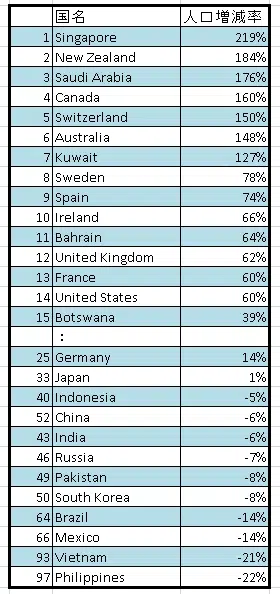 国名 人口増減率
1 Singapore 219%
2 New Zealand 184%
3 Saudi Arabia 176%
4 Canada 160%
5 Switzerland 150%
6 Australia 148%
7 Kuwait 127%
8 Sweden 78%
9 Spain 74%
10 Ireland 66%
11 Bahrain 64%
12 United Kingdom 62%
13 France 60%
14 United States 60%
15 Botswana 39%
：
25 Germany 14%
33 Japan 1%
40 Indonesia -5%
52 China -6%
43 India -6%
46 Russia -7%
49 Pakistan -8%
50 South Korea -8%
64 Brazil -14%
66 Mexico -14%
93 Vietnam -21%
97 Philippines -22%